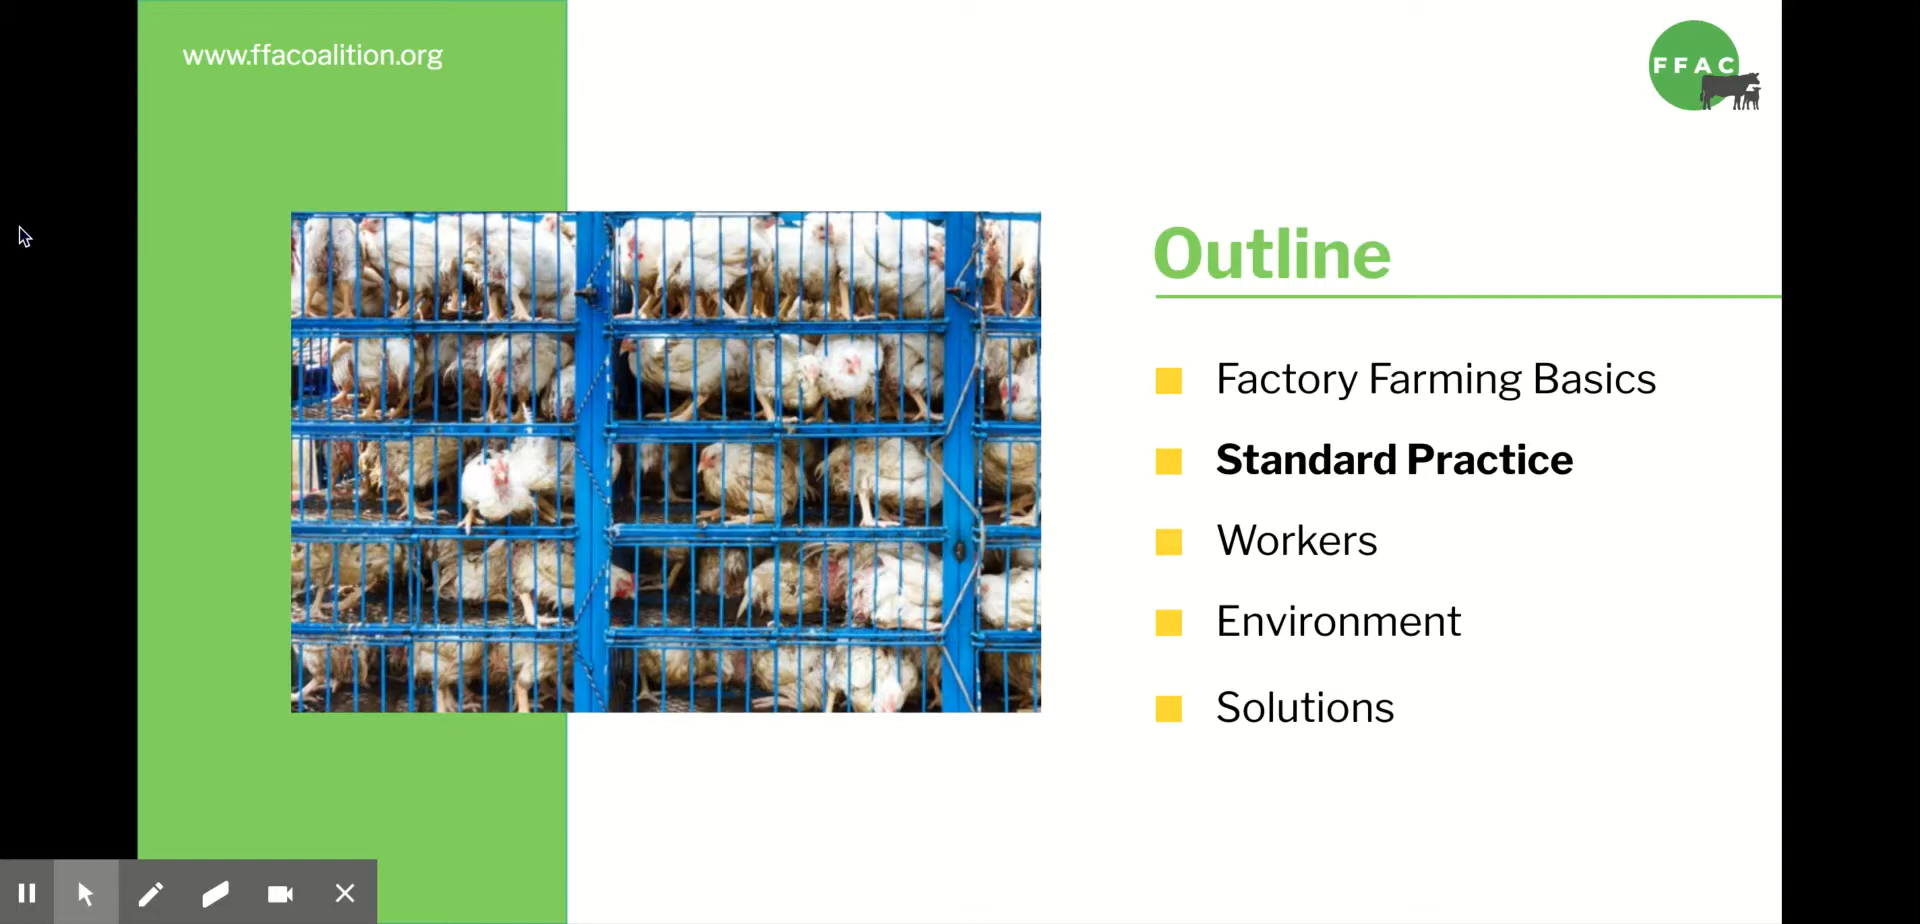 www.ffacoalition.org
FFAC
Outline
Factory Farming Basics
Standard Practice
Workers
Environment
Solutions